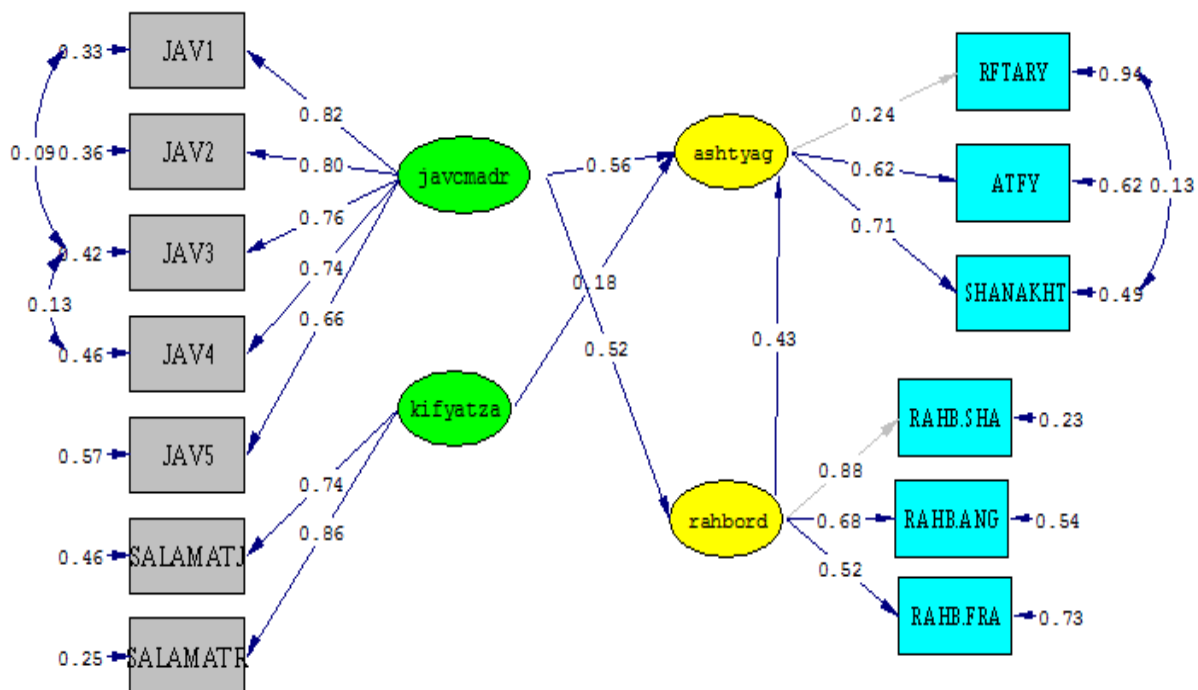 0.33 JAV1
0.82
0.09 0.36 JAV2
0.80
0.42 JAV3
0.76
0.13
0.74
0.46 JAV4
0.66
0.57 JAV5
0.74
0.46 SALAMATJ
0.86
0.25 SALAMATR
javcmadr
kifyatza
0.56
0.18
0.52
0.43
ashtyag
rahbord
0.24
0.62
0.71
RFTARY 0.94
ATFY 0.62 0.13
SHANAKHT 0.49
0.88
0.68
0.52
RAHB.SHA 0.23
RAHB.ANG 0.54
RAHB.FRA 0.73